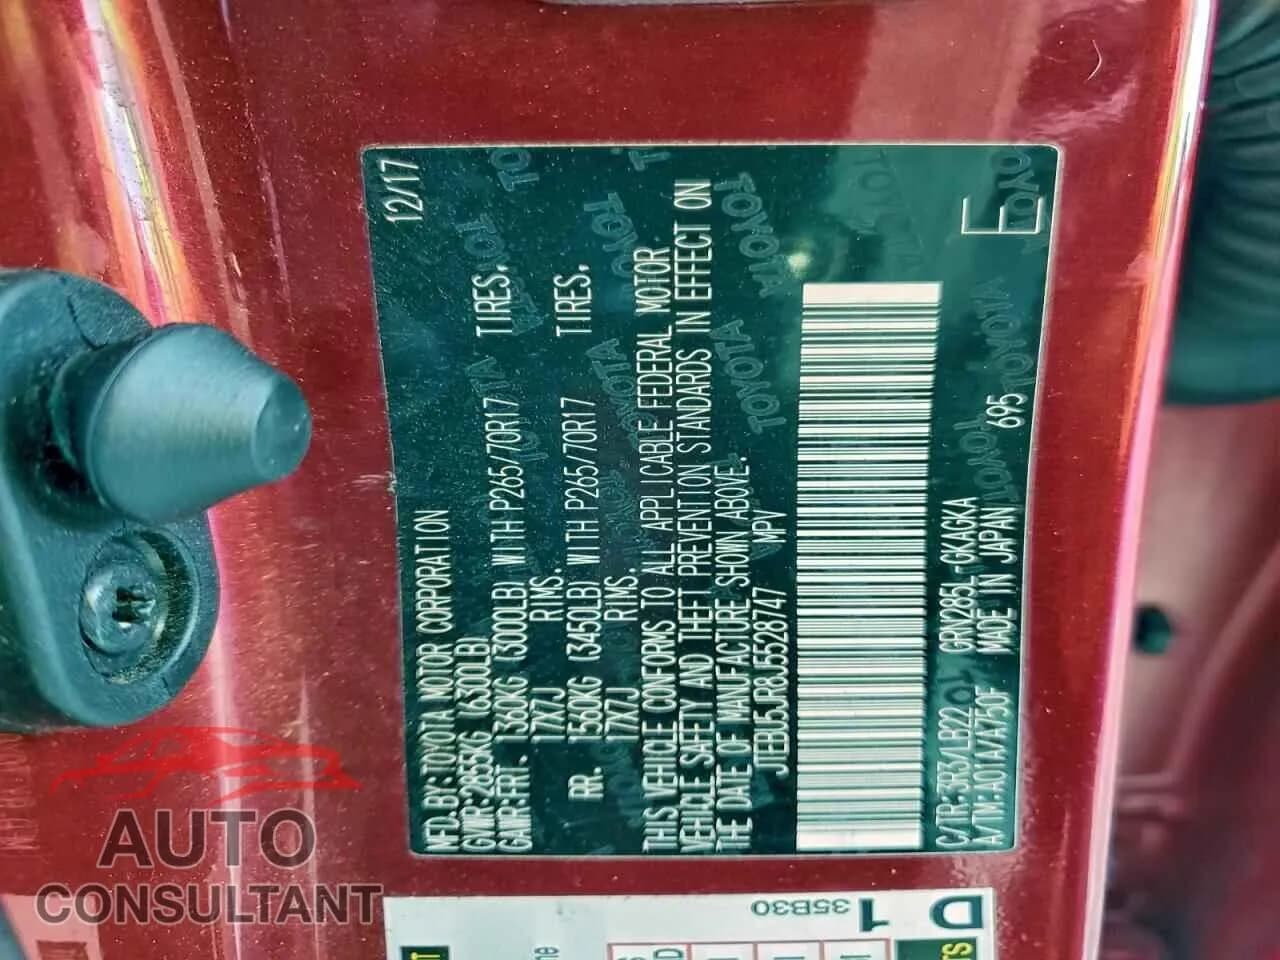 MFD.BY:TOYOTA MOTOR CORPORATION 12/17
GVWR:2855KG (6300LB)
GAWR:FRT. 1360KG (3000LB) WITH P265/70R17 TIRES.
17X7J RIMS.
RR. 1560KG (3450LB) WITH P265/70R17 TIRES.
17X7J RIMS.
THIS VEHICLE CONFORMS TO ALL APPLICABLE FEDERAL MOTOR
VEHICLE SAFETY AND THEFT PREVENTION STANDARDS IN EFFECT ON
THE DATE OF MANUFACTURE SHOWN ABOVE.
JTEBU5JR8J5528747 MPV
C/TR:3R3/LB22 GRN285L-GKAGKA
A/TM:A01A/A750F MADE IN JAPAN 695
E
D 1
35B30
AUTO
CONSULTANT